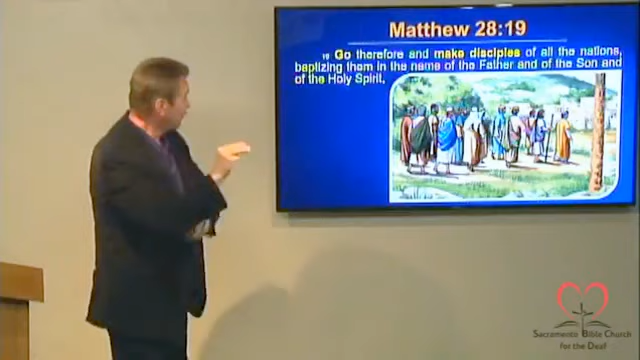 Matthew 28:19
19 Go therefore and make disciples of all the nations,
baptizing them in the name of the Father and of the Son and
of the Holy Spirit,
Sacramento Bible Church
for the Deaf